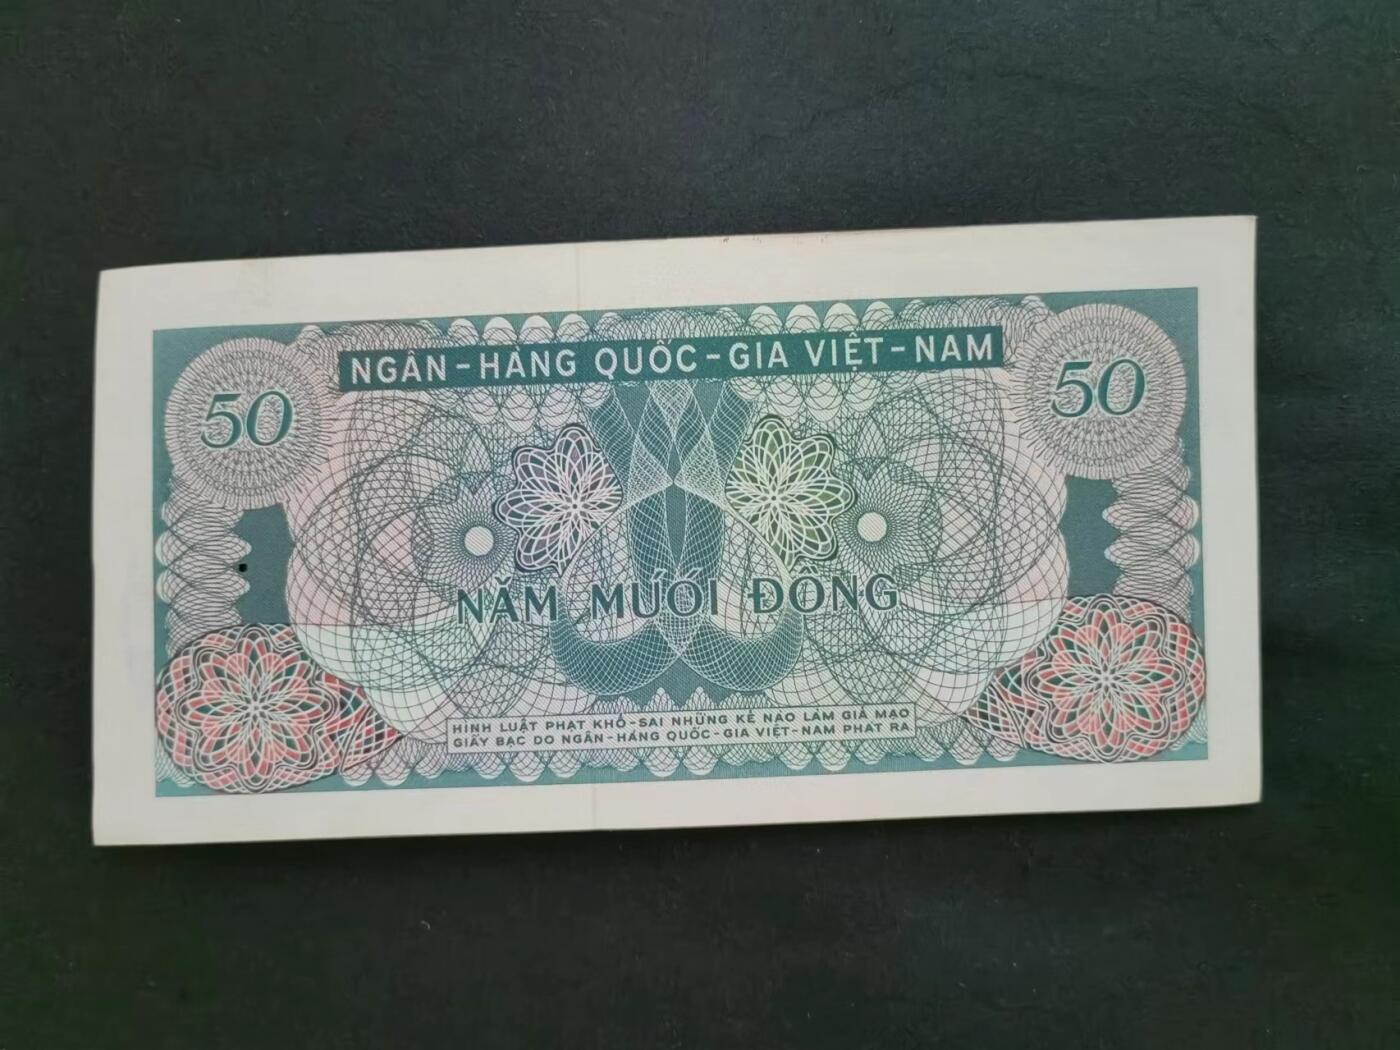 NGÂN-HÀNG QUỐC-GIA VIỆT-NAM
50
50
NĂM MƯƠI ĐỒNG
HÌNH LUẬT PHẠT KHỔ-SAI NHỮNG KẺ NÀO LÀM GIẢ MẠO
GIẤY BẠC DO NGÂN-HÀNG QUỐC-GIA VIỆT-NAM PHÁT RA